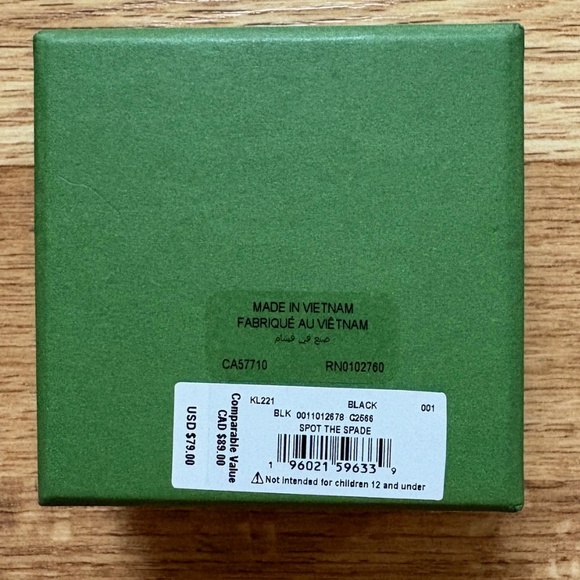 MADE IN VIETNAM
FABRIQUÉ AU VIÊTNAM
صنع في فيتنام
CA57710 RN0102760
KL221 BLACK 001
BLK 0011012678 C2566
SPOT THE SPADE
1 96021 59633 9
⚠ Not intended for children 12 and under
Comparable Value
CAD $89.00
USD $79.00